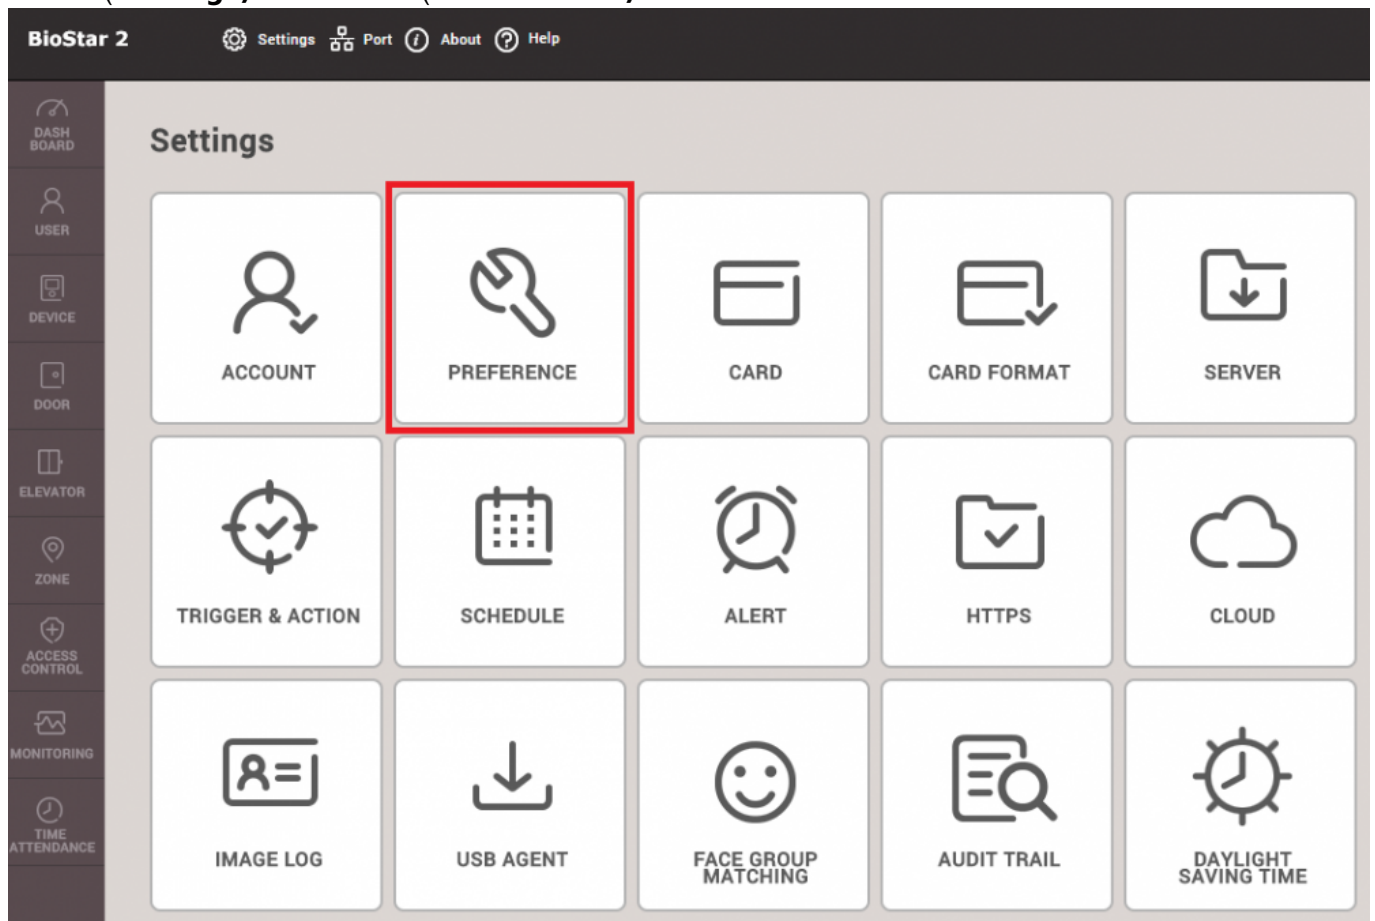 BioStar 2 Settings Port About Help
DASH
BOARD
USER
DEVICE
DOOR
ELEVATOR
ZONE
ACCESS
CONTROL
MONITORING
TIME
ATTENDANCE
Settings
ACCOUNT PREFERENCE CARD CARD FORMAT SERVER
TRIGGER & ACTION SCHEDULE ALERT HTTPS CLOUD
IMAGE LOG USB AGENT FACE GROUP MATCHING AUDIT TRAIL DAYLIGHT SAVING TIME